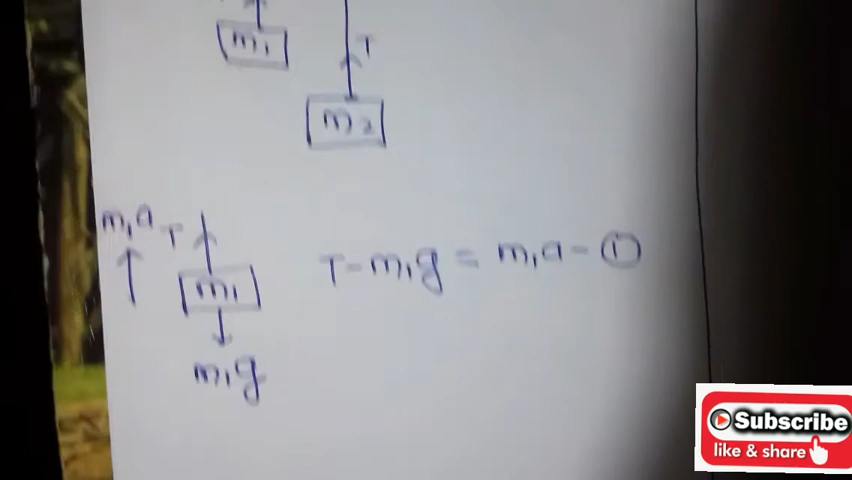 m₁
T
m₂
m₁a
T
m₁
m₁g
T - m₁g = m₁a - ①
Subscribe
like & share